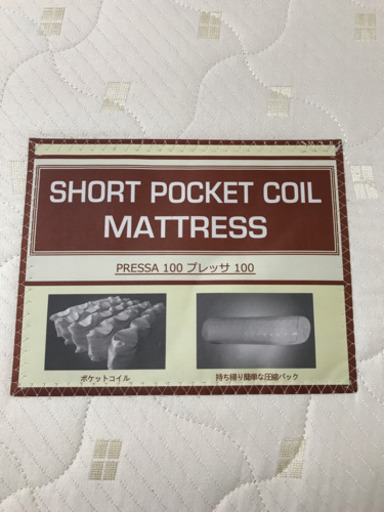 SHORT POCKET COIL
MATTRESS
PRESSA 100 プレッサ 100
ポケットコイル
持ち帰り簡単な圧縮パック